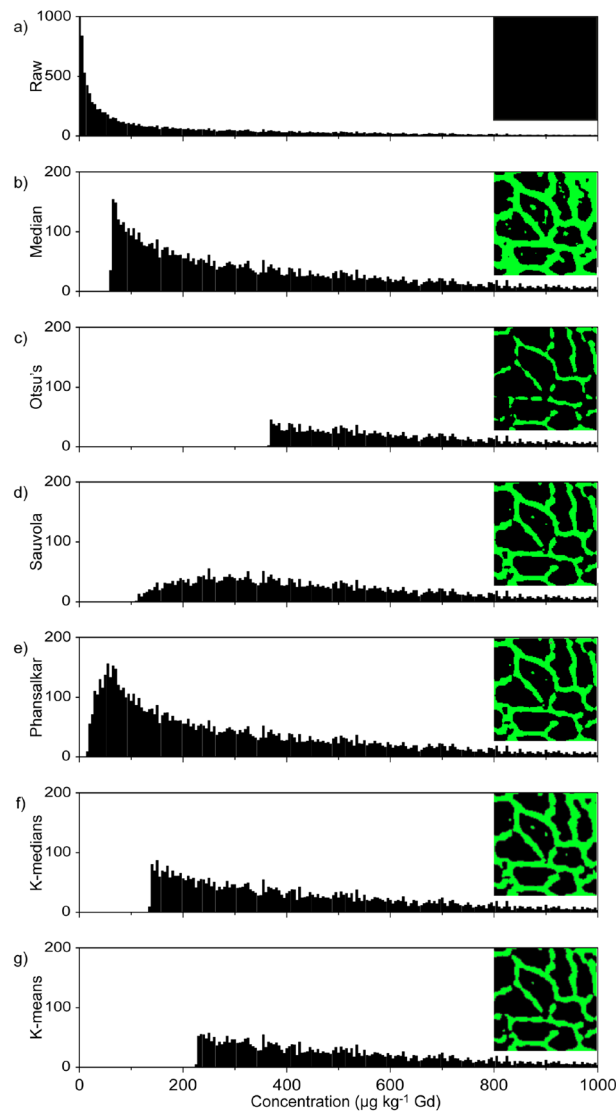 a)
Raw
1000
500
0
b)
Median
200
100
0
c)
Otsu's
200
100
0
d)
Sauvola
200
100
0
e)
Phansalkar
200
100
0
f)
K-medians
200
100
0
g)
K-means
200
100
0
0 200 400 600 800 1000
Concentration (µg kg⁻¹ Gd)